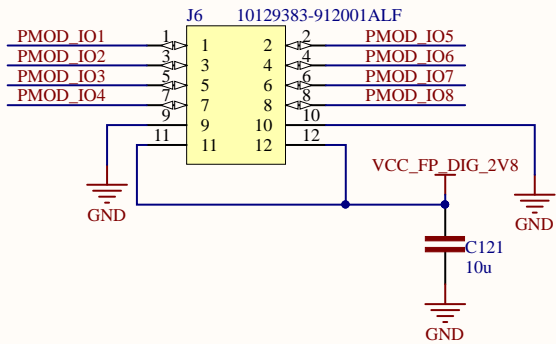 J6 10129383-912001ALF
PMOD_IO1 1 1 2 2 PMOD_IO5
PMOD_IO2 3 3 4 4 PMOD_IO6
PMOD_IO3 5 5 6 6 PMOD_IO7
PMOD_IO4 7 7 8 8 PMOD_IO8
9 9 10 10
11 11 12 12
VCC_FP_DIG_2V8
GND
GND
C121
10u
GND